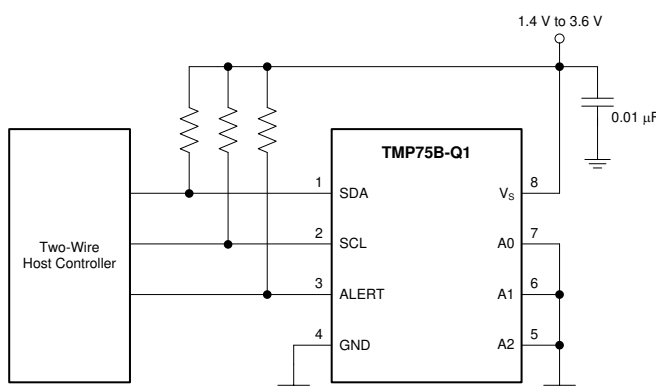 1.4 V to 3.6 V
0.01 μF
TMP75B-Q1
Two-Wire
Host Controller
1 SDA
2 SCL
3 ALERT
4 GND
VS 8
A0 7
A1 6
A2 5